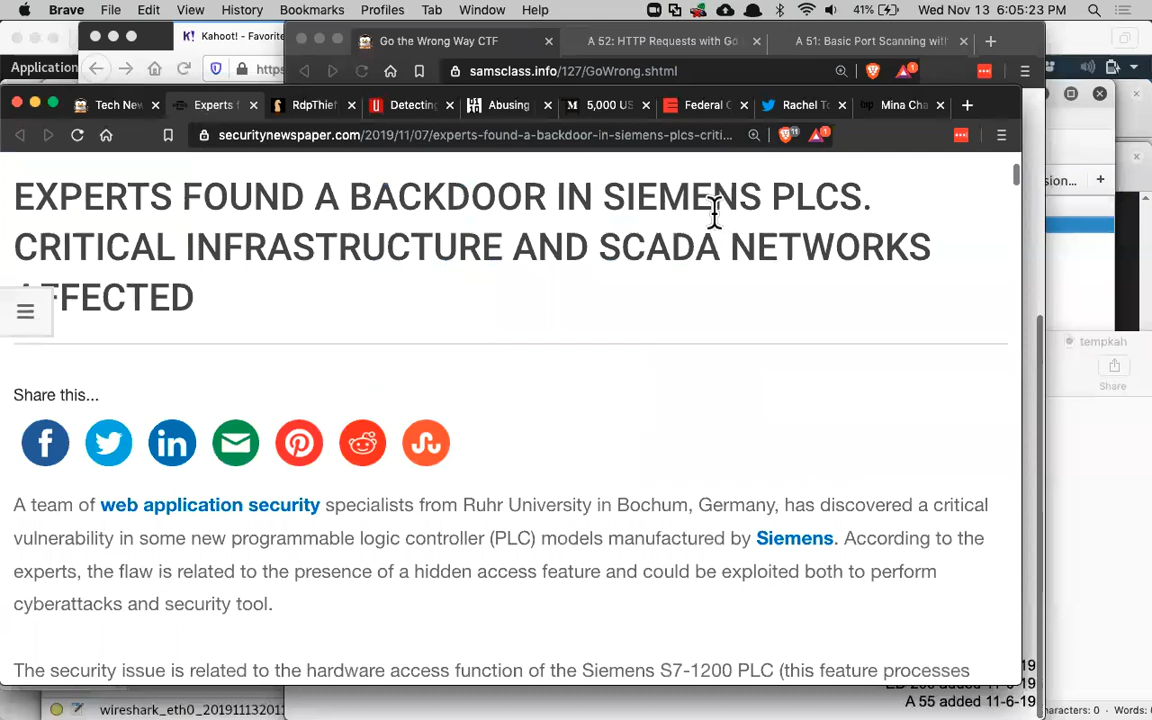 Brave File Edit View History Bookmarks Profiles Tab Window Help 41% Wed Nov 13 6:05:23 PM
Kahoot! - Favorite
Go the Wrong Way CTF
A 52: HTTP Requests with Go
A 51: Basic Port Scanning with
Application
https
samsclass.info/127/GoWrong.shtml
Tech New
Experts f
RdpThief
Detecting
Abusing
5,000 US
Federal C
Rachel To
Mina Cha
securitynewspaper.com/2019/11/07/experts-found-a-backdoor-in-siemens-plcs-criti...
sion...
EXPERTS FOUND A BACKDOOR IN SIEMENS PLCS.
CRITICAL INFRASTRUCTURE AND SCADA NETWORKS
AFFECTED
tempkah
Share
Share this...
A team of web application security specialists from Ruhr University in Bochum, Germany, has discovered a critical
vulnerability in some new programmable logic controller (PLC) models manufactured by Siemens. According to the
experts, the flaw is related to the presence of a hidden access feature and could be exploited both to perform
cyberattacks and security tool.
The security issue is related to the hardware access function of the Siemens S7-1200 PLC (this feature processes
19
A 55 added 11-6-19
wireshark_eth0_2019111320
aracters: 0 Words: